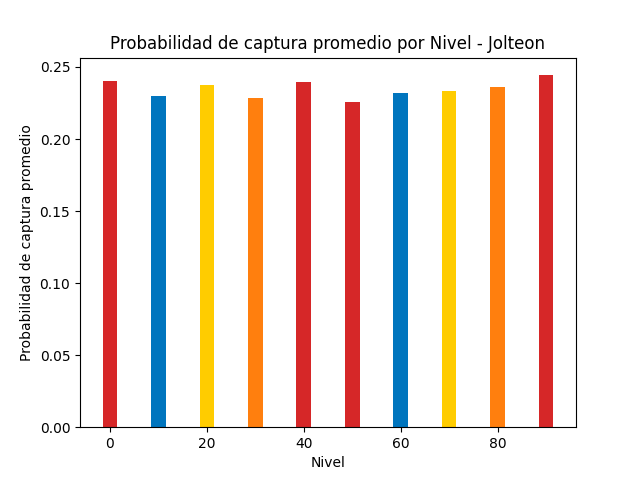 Probabilidad de captura promedio por Nivel - Jolteon
Probabilidad de captura promedio
0.25
0.20
0.15
0.10
0.05
0.00
0 20 40 60 80
Nivel